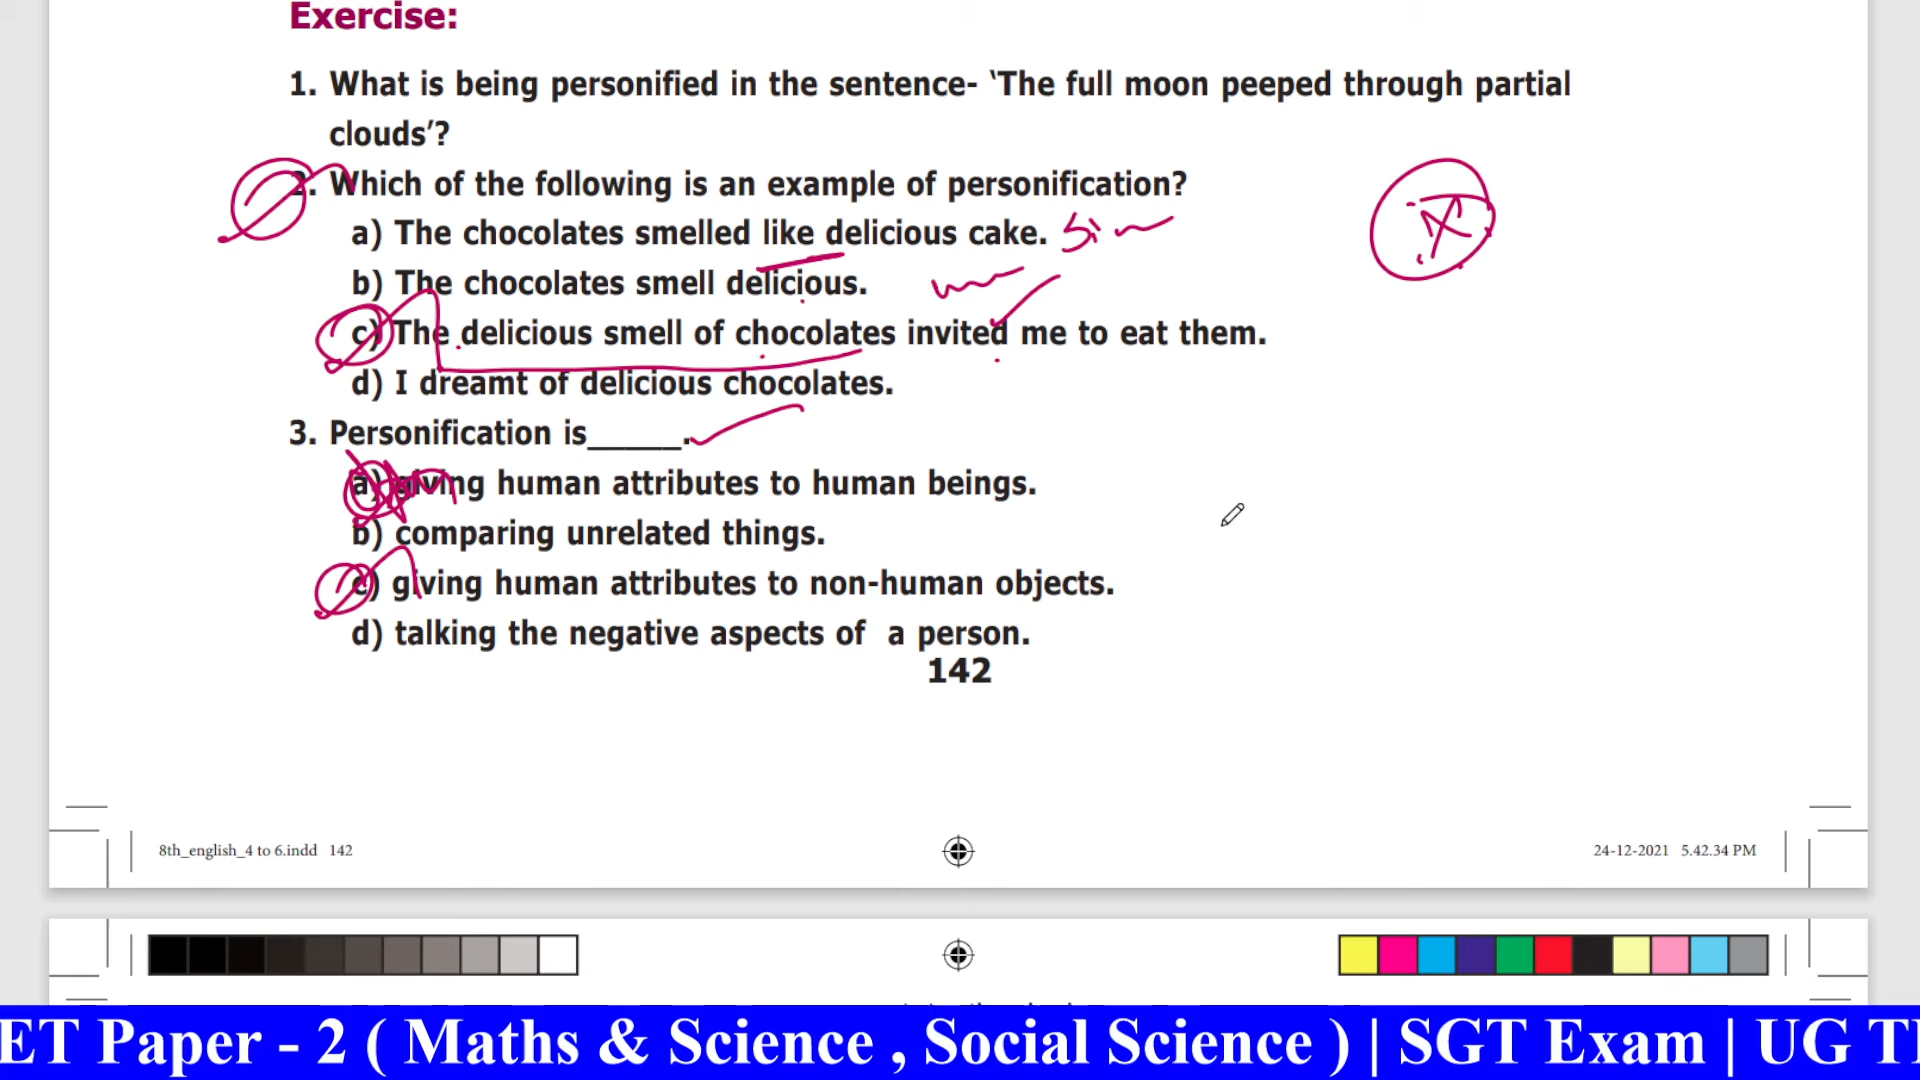 Exercise:
1. What is being personified in the sentence- ‘The full moon peeped through partial
clouds’?
2. Which of the following is an example of personification?
a) The chocolates smelled like delicious cake. Sim
b) The chocolates smell delicious.
c) The delicious smell of chocolates invited me to eat them.
d) I dreamt of delicious chocolates.
3. Personification is_____.
a) giving human attributes to human beings.
b) comparing unrelated things.
c) giving human attributes to non-human objects.
d) talking the negative aspects of a person.
142
8th_english_4 to 6.indd 142
24-12-2021 5.42.34 PM
ET Paper - 2 ( Maths & Science , Social Science ) | SGT Exam | UG